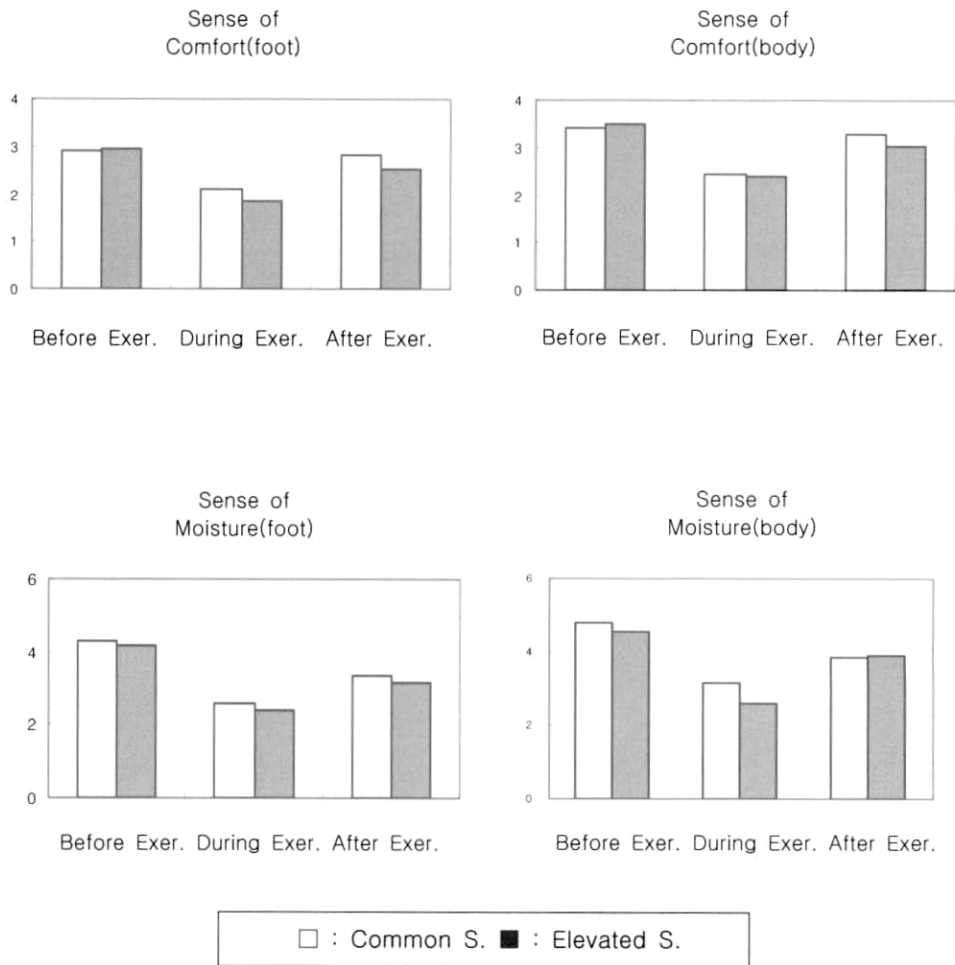 Sense of
Comfort(foot)
4
3
2
1
0
Before Exer. During Exer. After Exer.
Sense of
Comfort(body)
4
3
2
1
0
Before Exer. During Exer. After Exer.
Sense of
Moisture(foot)
6
4
2
0
Before Exer. During Exer. After Exer.
Sense of
Moisture(body)
6
4
2
0
Before Exer. During Exer. After Exer.
□ : Common S. ■ : Elevated S.